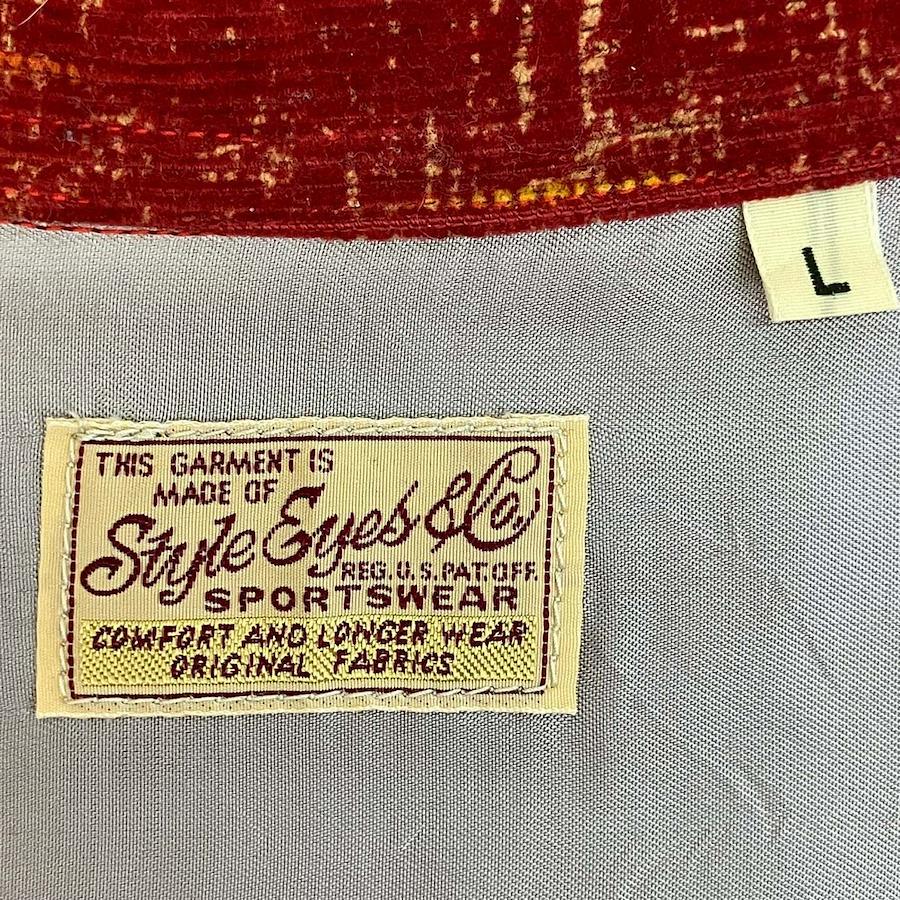 L
THIS GARMENT IS
MADE OF
Style Eyes & Co.,
REG. U.S. PAT. OFF.
SPORTSWEAR
COMFORT AND LONGER WEAR
ORIGINAL FABRICS